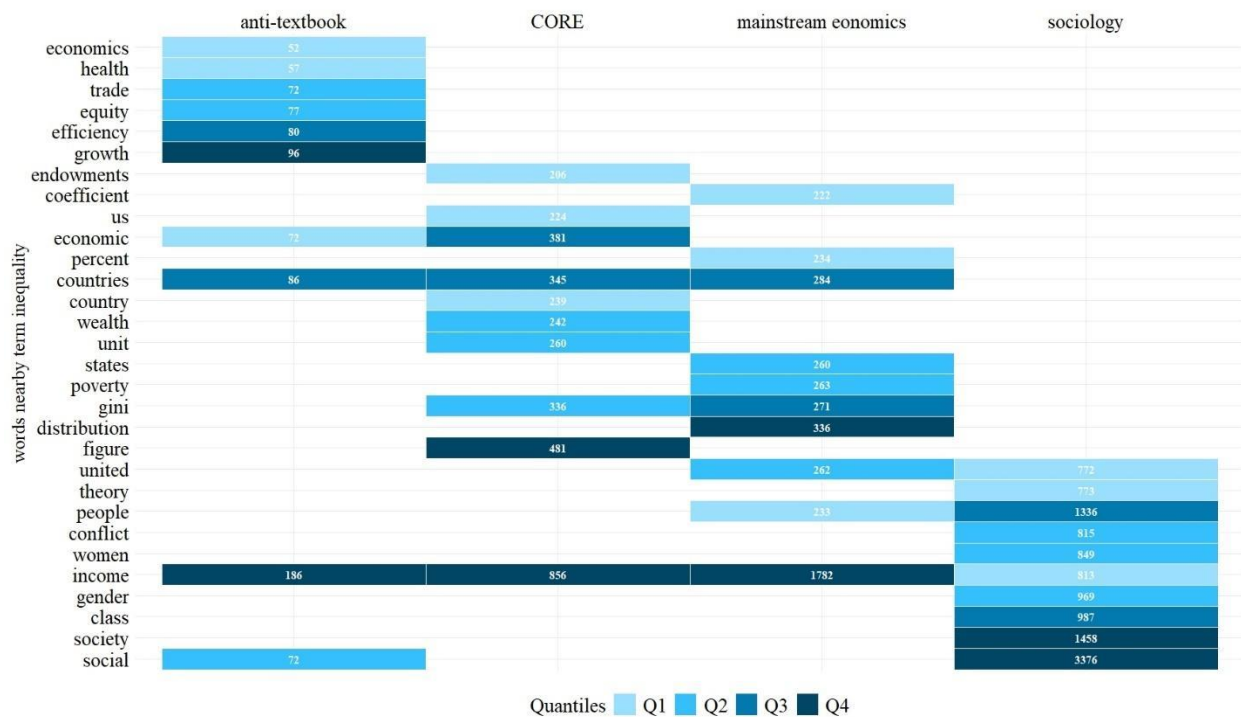 anti-textbook CORE mainstream eonomics sociology
words nearby term inequality
economics 52
health 57
trade 72
equity 77
efficiency 80
growth 96
endowments 206
coefficient 222
us 224
economic 72 381
percent 234
countries 86 345 284
country 239
wealth 242
unit 260
states 260
poverty 263
gini 336 271
distribution 336
figure 481
united 262 772
theory 773
people 233 1336
conflict 815
women 849
income 186 856 1782 813
gender 969
class 987
society 1458
social 72 3376
Quantiles Q1 Q2 Q3 Q4